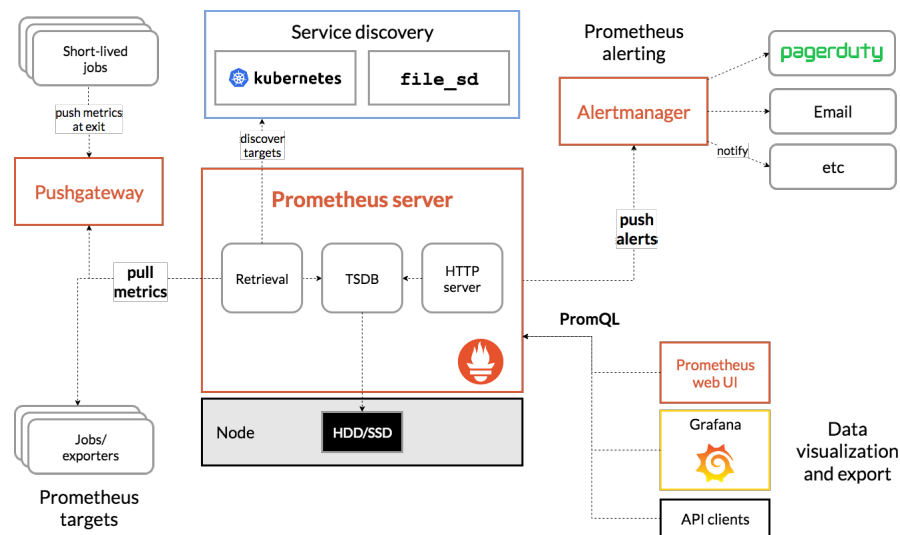 Short-lived
jobs
push metrics
at exit
Pushgateway
pull
metrics
Jobs/
exporters
Prometheus
targets
Service discovery
kubernetes
file_sd
discover
targets
Prometheus server
Retrieval
TSDB
HTTP
server
Node
HDD/SSD
Prometheus
alerting
Alertmanager
pagerduty
Email
notify
etc
push
alerts
PromQL
Prometheus
web UI
Grafana
API clients
Data
visualization
and export